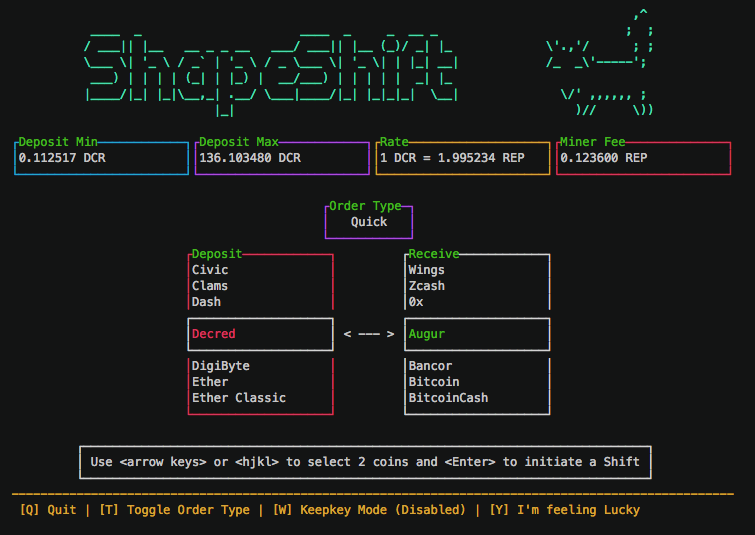 ShapeShift
Deposit Min Deposit Max Rate Miner Fee
0.112517 DCR 136.103480 DCR 1 DCR = 1.995234 REP 0.123600 REP
Order Type
Quick
Deposit Receive
Civic Wings
Clams Zcash
Dash 0x
Decred < --- > Augur
DigiByte Bancor
Ether Bitcoin
Ether Classic BitcoinCash
Use <arrow keys> or <hjkl> to select 2 coins and <Enter> to initiate a Shift
[Q] Quit | [T] Toggle Order Type | [W] Keepkey Mode (Disabled) | [Y] I'm feeling Lucky